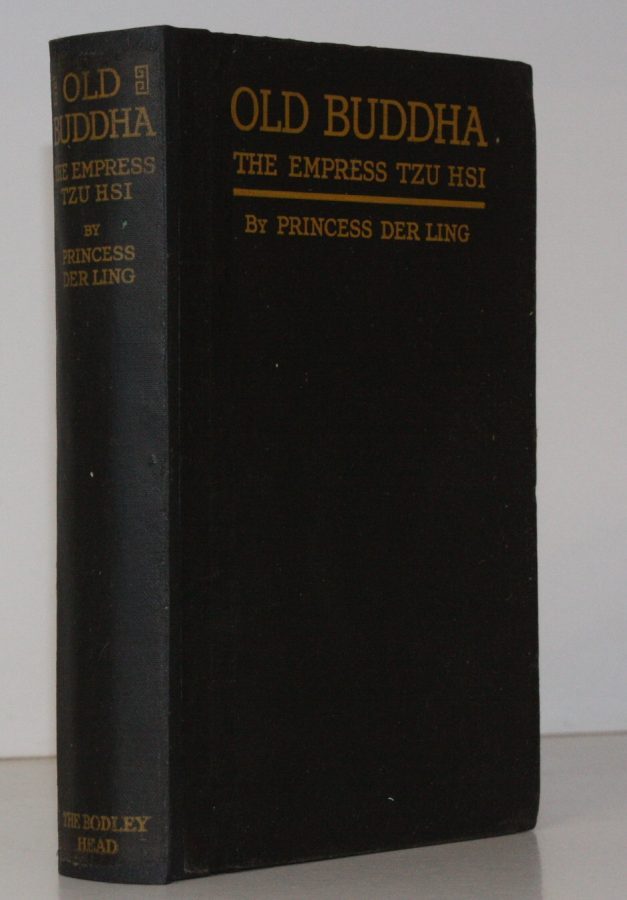 OLD
BUDDHA
THE EMPRESS
TZU HSI
BY
PRINCESS
DER LING
THE BODLEY
HEAD
OLD BUDDHA
THE EMPRESS TZU HSI
By PRINCESS DER LING